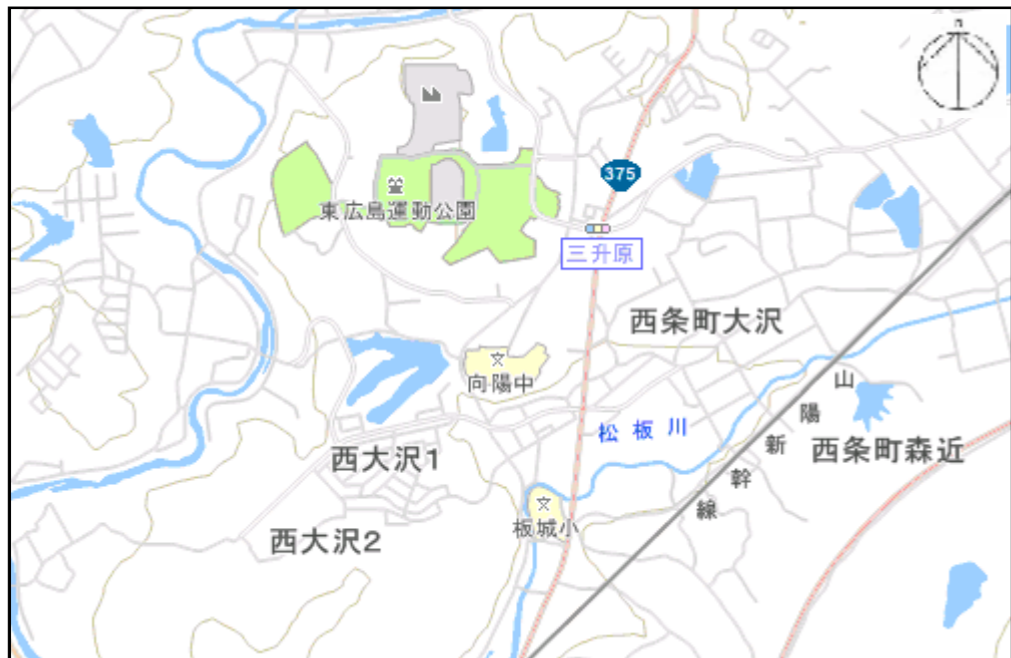 n
375
東広島運動公園
三升原
西条町大沢
向陽中
松板川
山陽新幹線
西条町森近
西大沢1
板城小
西大沢2